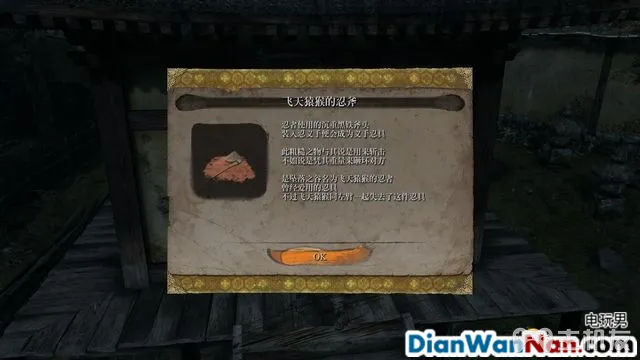 飞天猿猴的忍斧
忍者使用的沉重黑铁斧头
装入忍义手便会成为义手忍具
此粗糙之物与其说是用来斩击
不如说是凭其重量来砸坏对方
是坠落之谷名为飞天猿猴的忍者
曾经爱用的忍具
不过飞天猿猴同左臂一起失去了这件忍具
OK
电玩男
DianWanNan.com